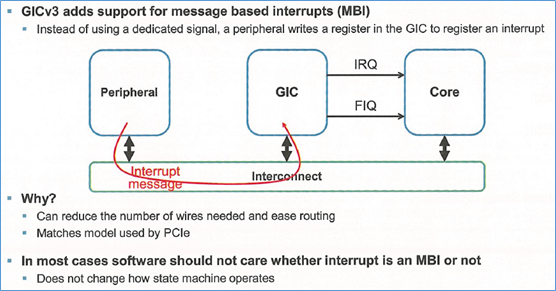 GICv3 adds support for message based interrupts (MBI)
Instead of using a dedicated signal, a peripheral writes a register in the GIC to register an interrupt
Peripheral
GIC
IRQ
FIQ
Core
Interrupt
message
Interconnect
Why?
Can reduce the number of wires needed and ease routing
Matches model used by PCIe
In most cases software should not care whether interrupt is an MBI or not
Does not change how state machine operates